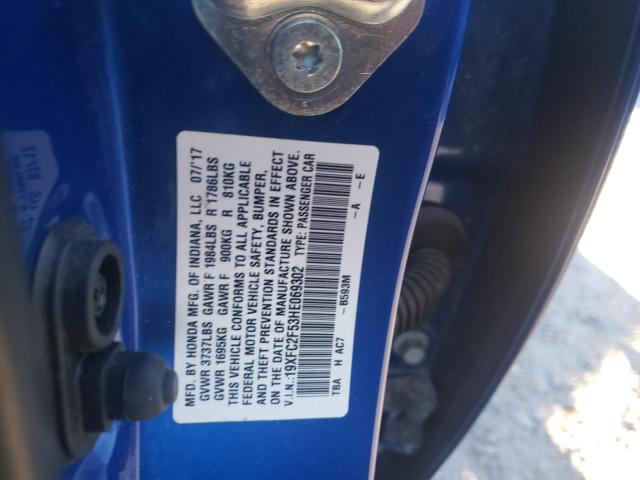 MFD. BY HONDA MFG. OF INDIANA, LLC 07/17
GVWR 3737LBS GAWR F 1984LBS R 1786LBS
GVWR 1695KG GAWR F 900KG R 810KG
THIS VEHICLE CONFORMS TO ALL APPLICABLE
FEDERAL MOTOR VEHICLE SAFETY, BUMPER,
AND THEFT PREVENTION STANDARDS IN EFFECT
ON THE DATE OF MANUFACTURE SHOWN ABOVE.
V.I.N.:19XFC2F53HE069302 TYPE: PASSENGER CAR
TBA H AC7 -B593M -A -E